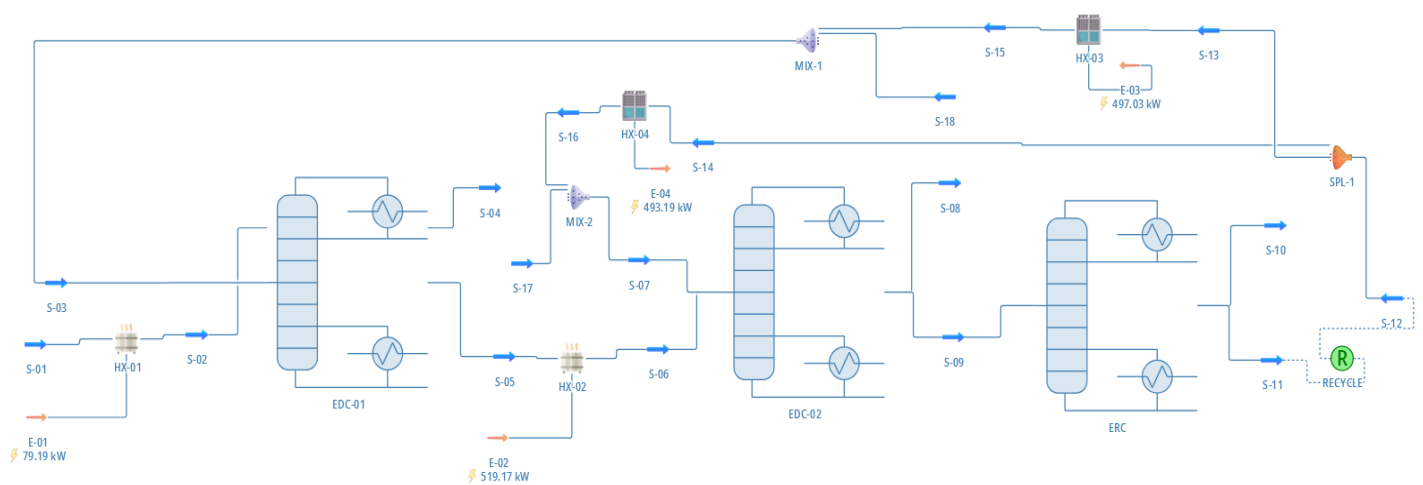 S-15
HX-03
S-13
MIX-1
E-03
497.03 kW
S-18
S-16
HX-04
S-14
SPL-1
E-04
493.19 kW
S-04
MIX-2
S-08
S-10
S-17
S-07
S-03
S-12
S-01
HX-01
S-02
S-05
HX-02
S-06
S-09
S-11
R
RECYCLE
EDC-01
EDC-02
ERC
E-01
79.19 kW
E-02
519.17 kW